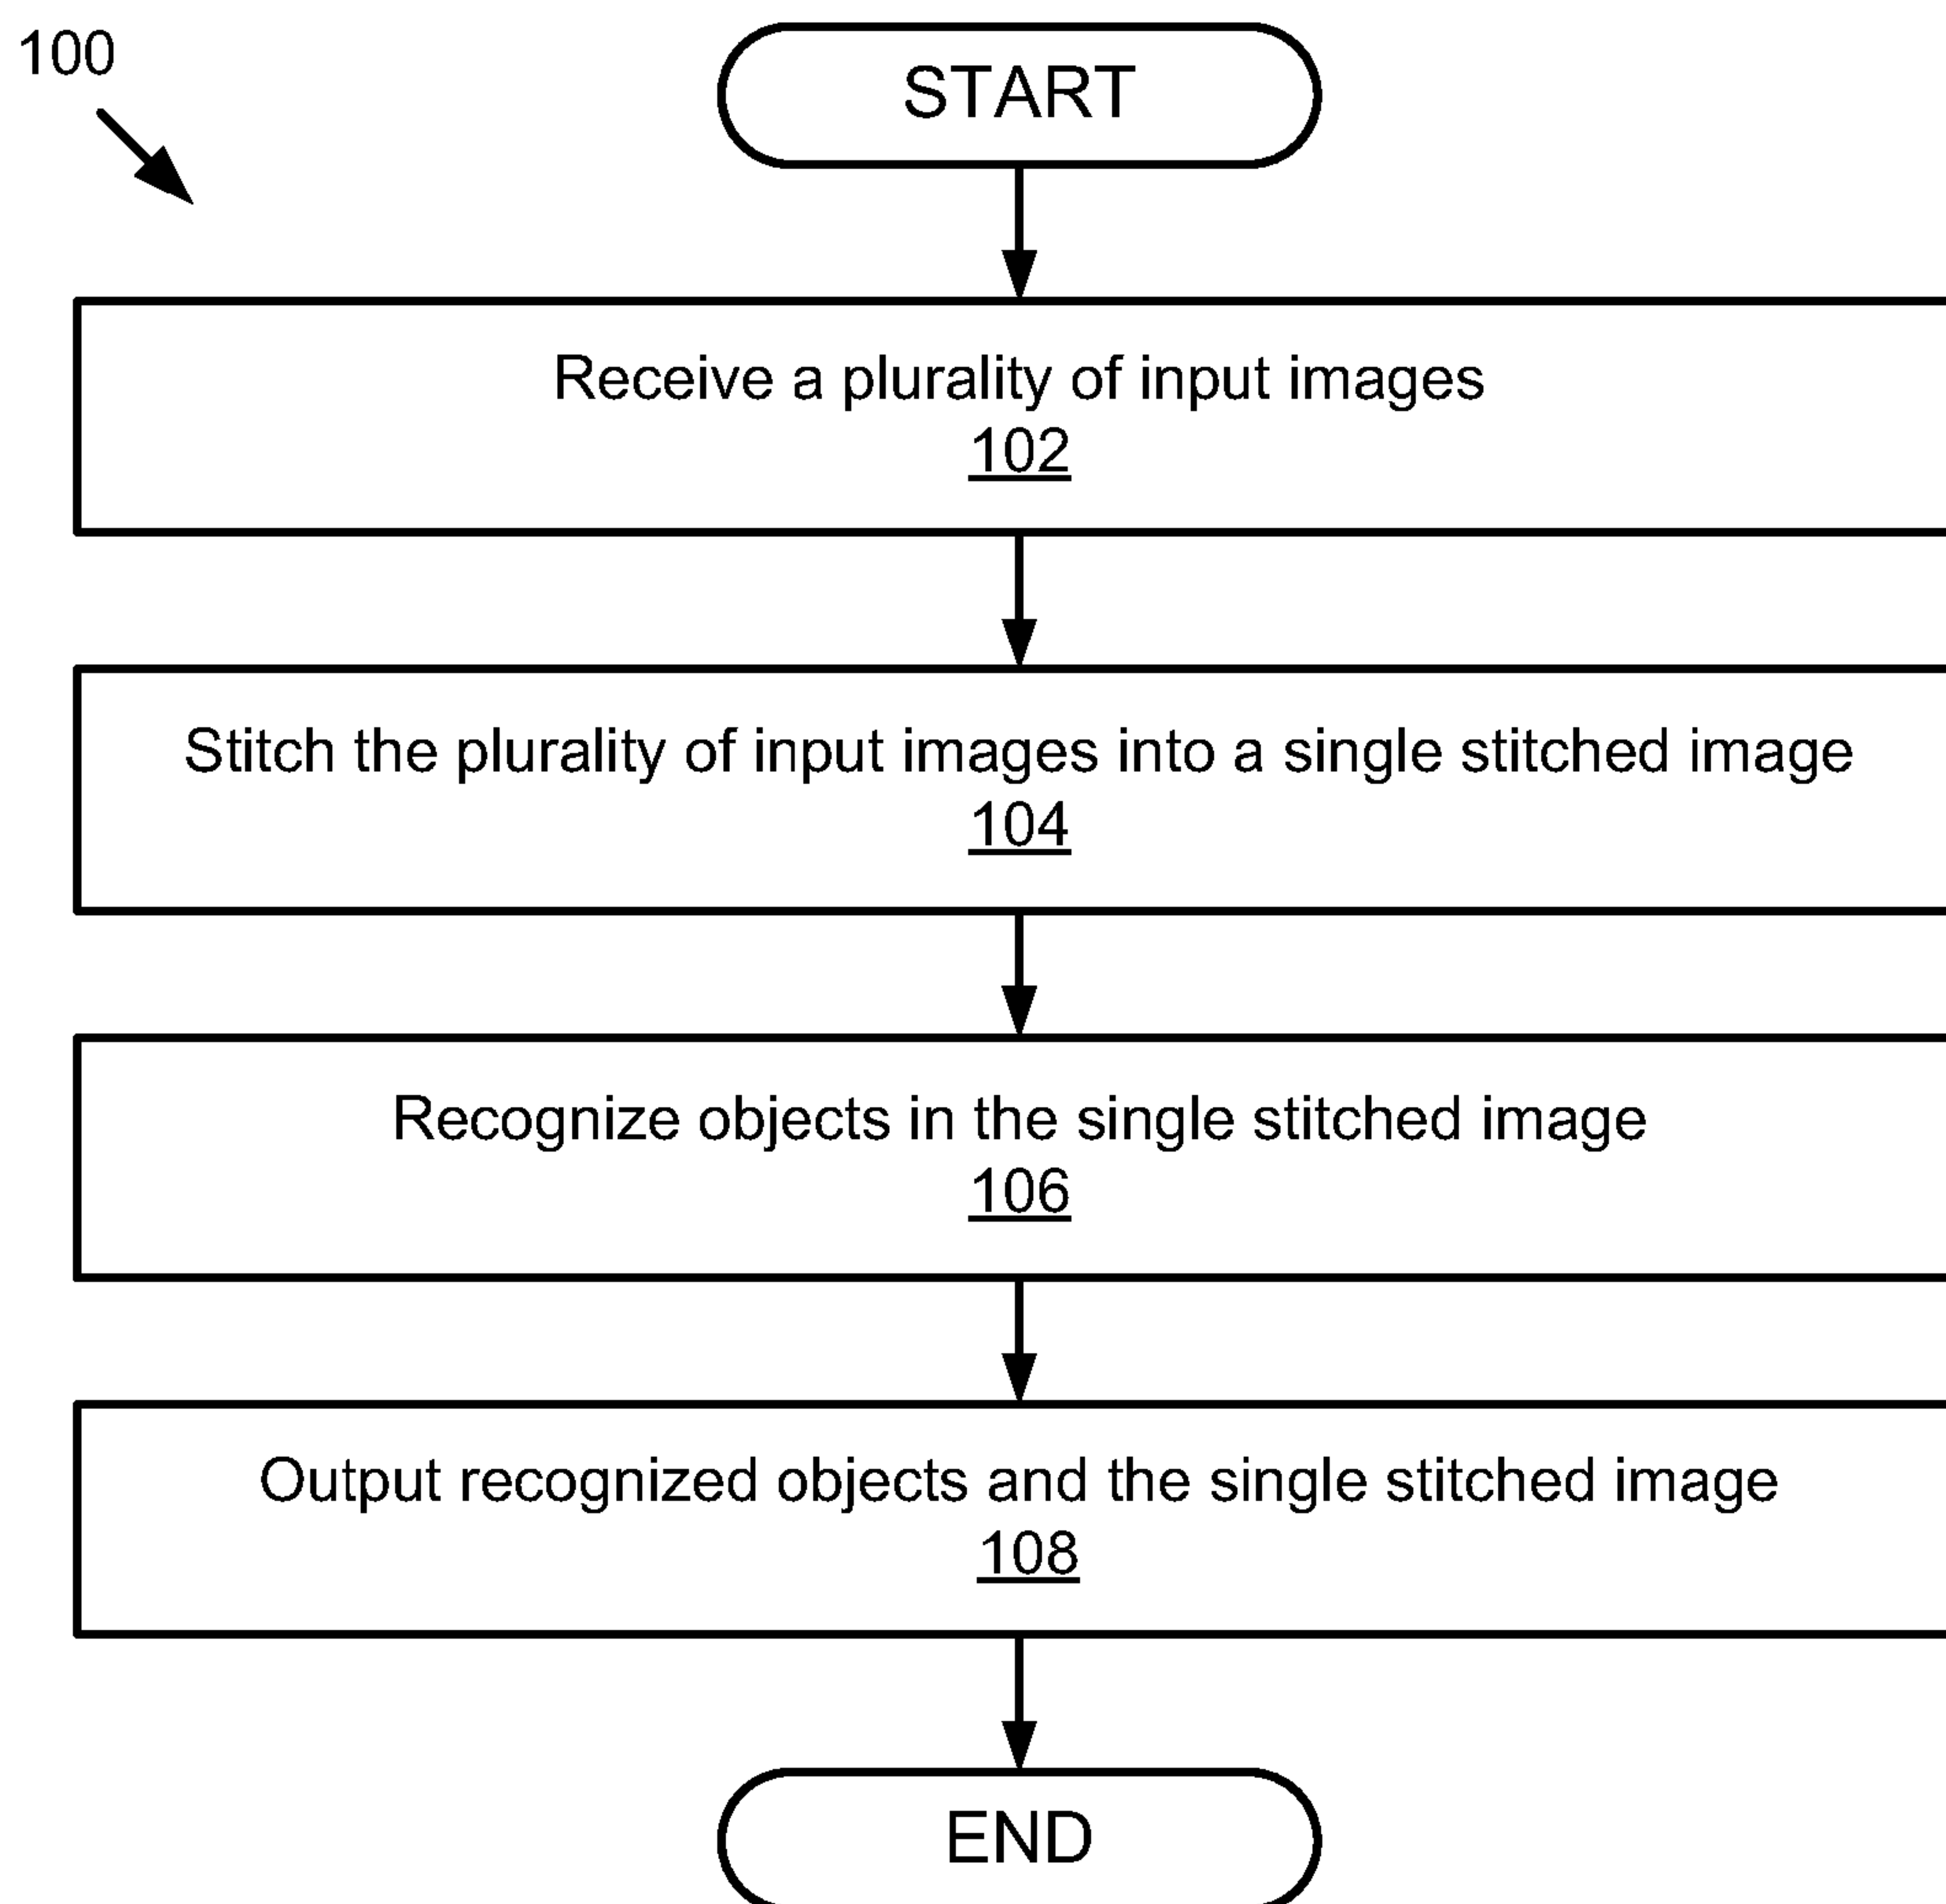 100
START
Receive a plurality of input images
102
Stitch the plurality of input images into a single stitched image
104
Recognize objects in the single stitched image
106
Output recognized objects and the single stitched image
108
END